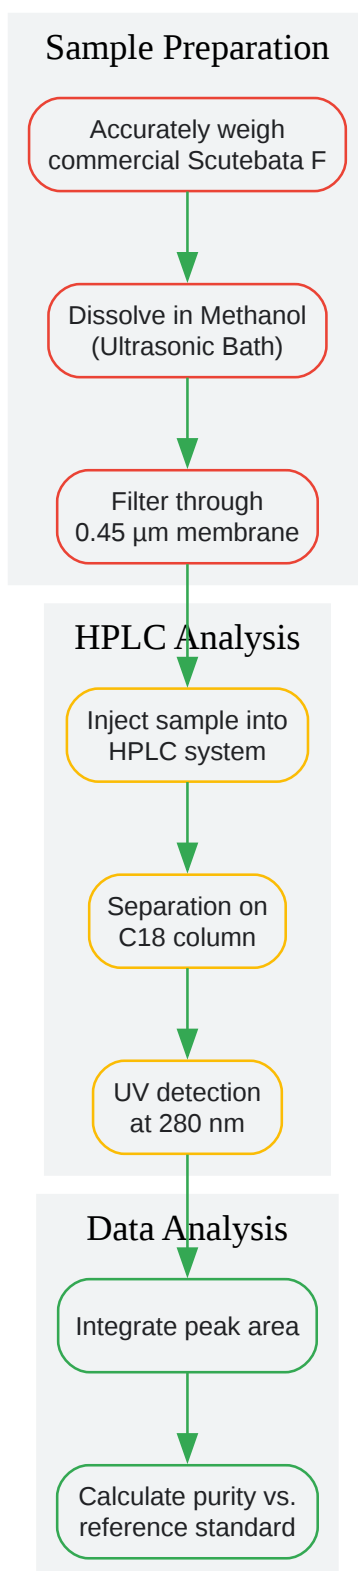 Sample Preparation
Accurately weigh
commercial Scutebata F
Dissolve in Methanol
(Ultrasonic Bath)
Filter through
0.45 µm membrane
HPLC Analysis
Inject sample into
HPLC system
Separation on
C18 column
UV detection
at 280 nm
Data Analysis
Integrate peak area
Calculate purity vs.
reference standard